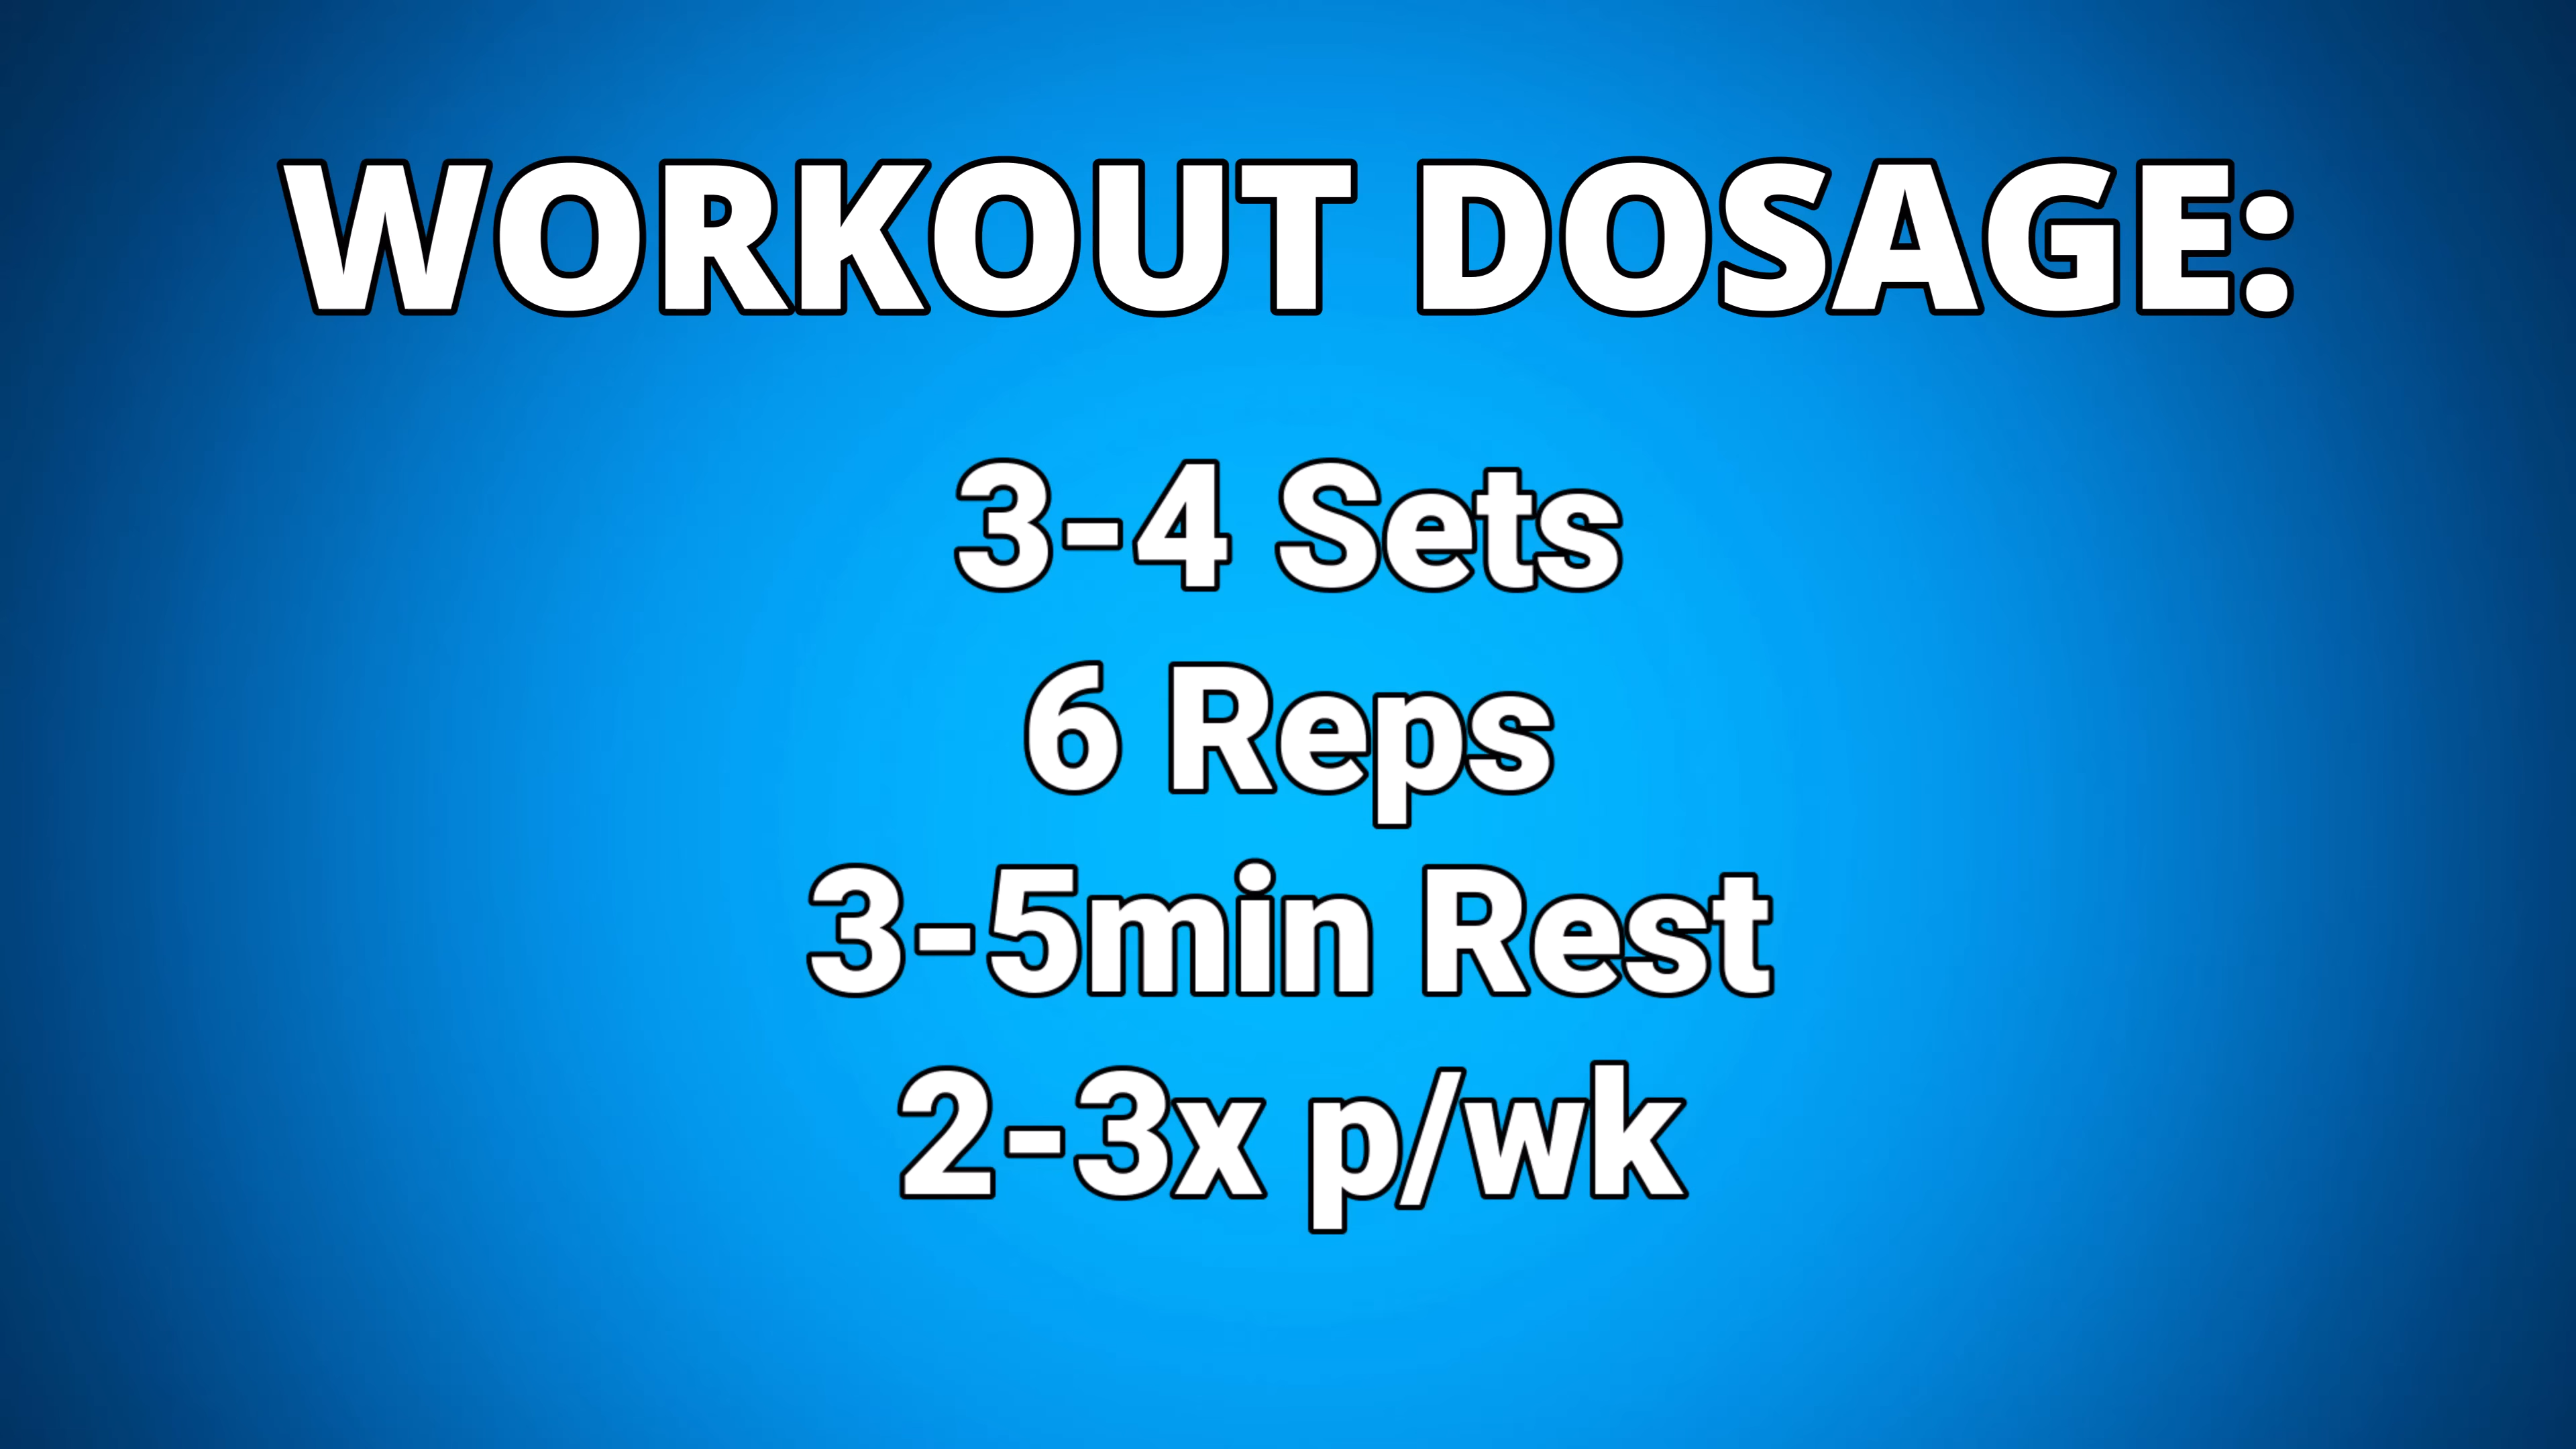 WORKOUT DOSAGE:
3-4 Sets
6 Reps
3-5min Rest
2-3x p/wk